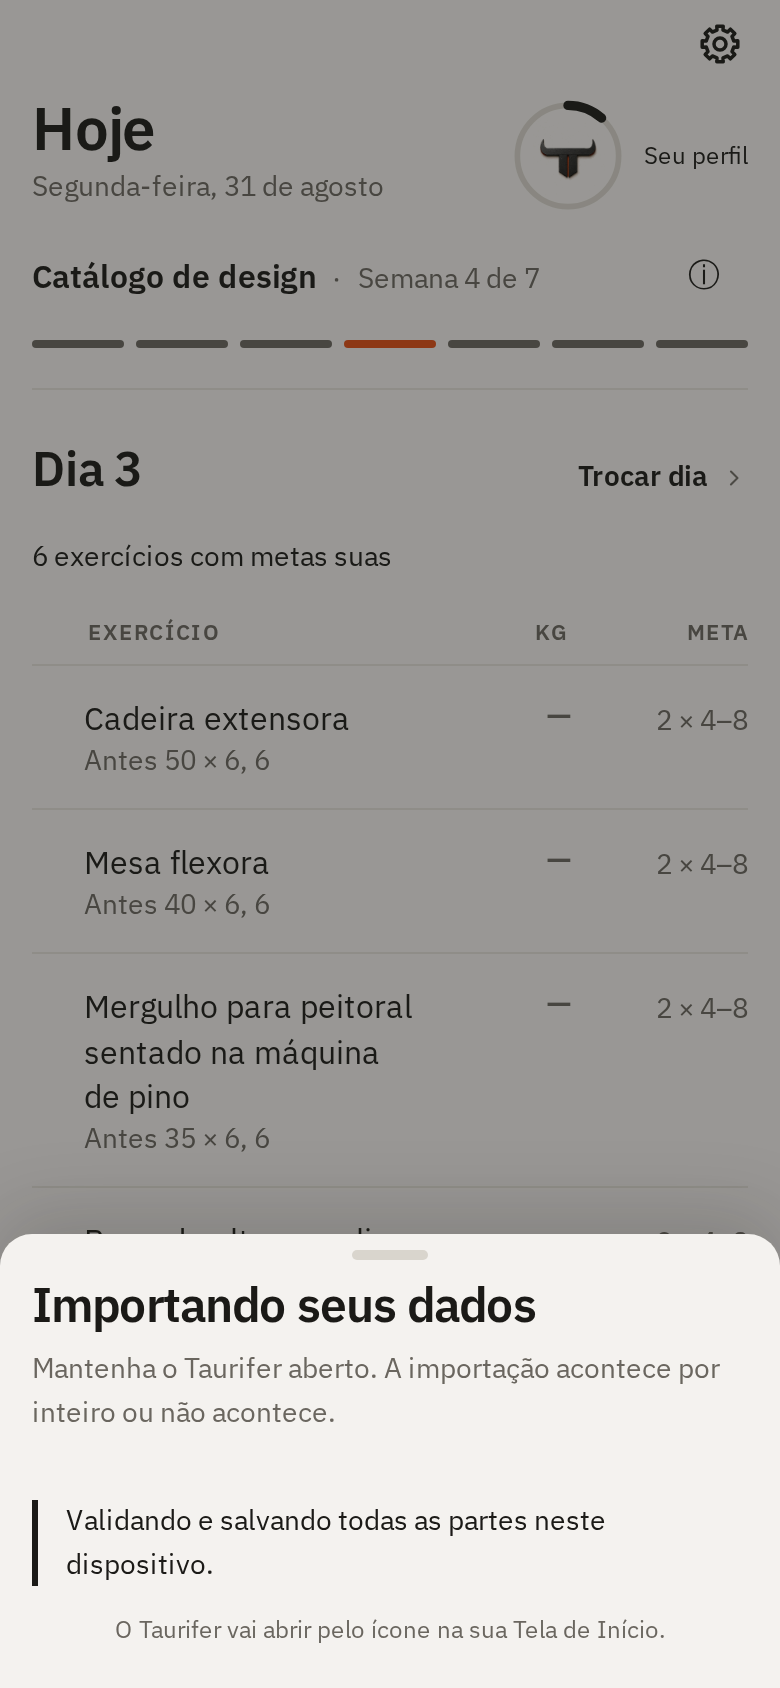 Hoje
Segunda-feira, 31 de agosto
Seu perfil
Catálogo de design · Semana 4 de 7
Dia 3
Trocar dia
6 exercícios com metas suas
EXERCÍCIO KG META
Cadeira extensora — 2 × 4–8
Antes 50 × 6, 6
Mesa flexora — 2 × 4–8
Antes 40 × 6, 6
Mergulho para peitoral — 2 × 4–8
sentado na máquina
de pino
Antes 35 × 6, 6
Importando seus dados
Mantenha o Taurifer aberto. A importação acontece por
inteiro ou não acontece.
Validando e salvando todas as partes neste
dispositivo.
O Taurifer vai abrir pelo ícone na sua Tela de Início.